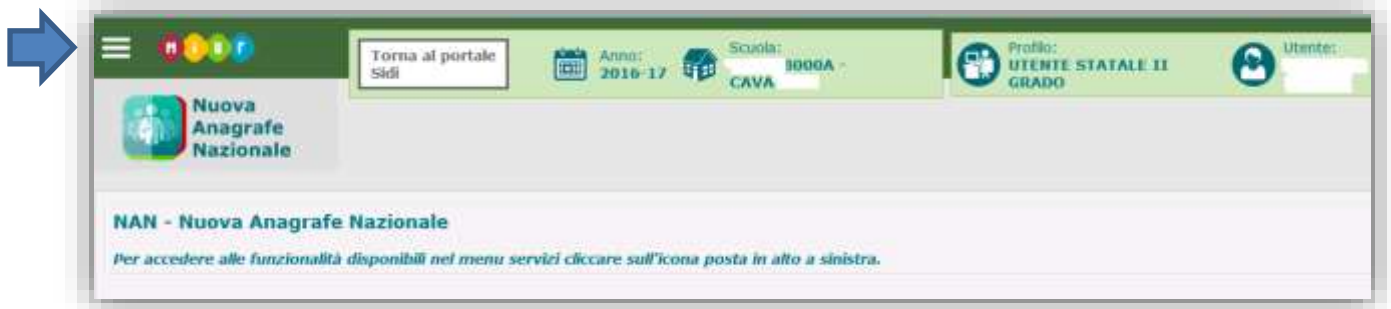 MIUR
Torna al portale
Sidi
Anno:
2016-17
Scuola:
000A -
CAVA
Profilo:
UTENTE STATALE II
GRADO
Utente:
Nuova
Anagrafe
Nazionale
NAN - Nuova Anagrafe Nazionale
Per accedere alle funzionalità disponibili nel menu servizi cliccare sull'icona posta in alto a sinistra.